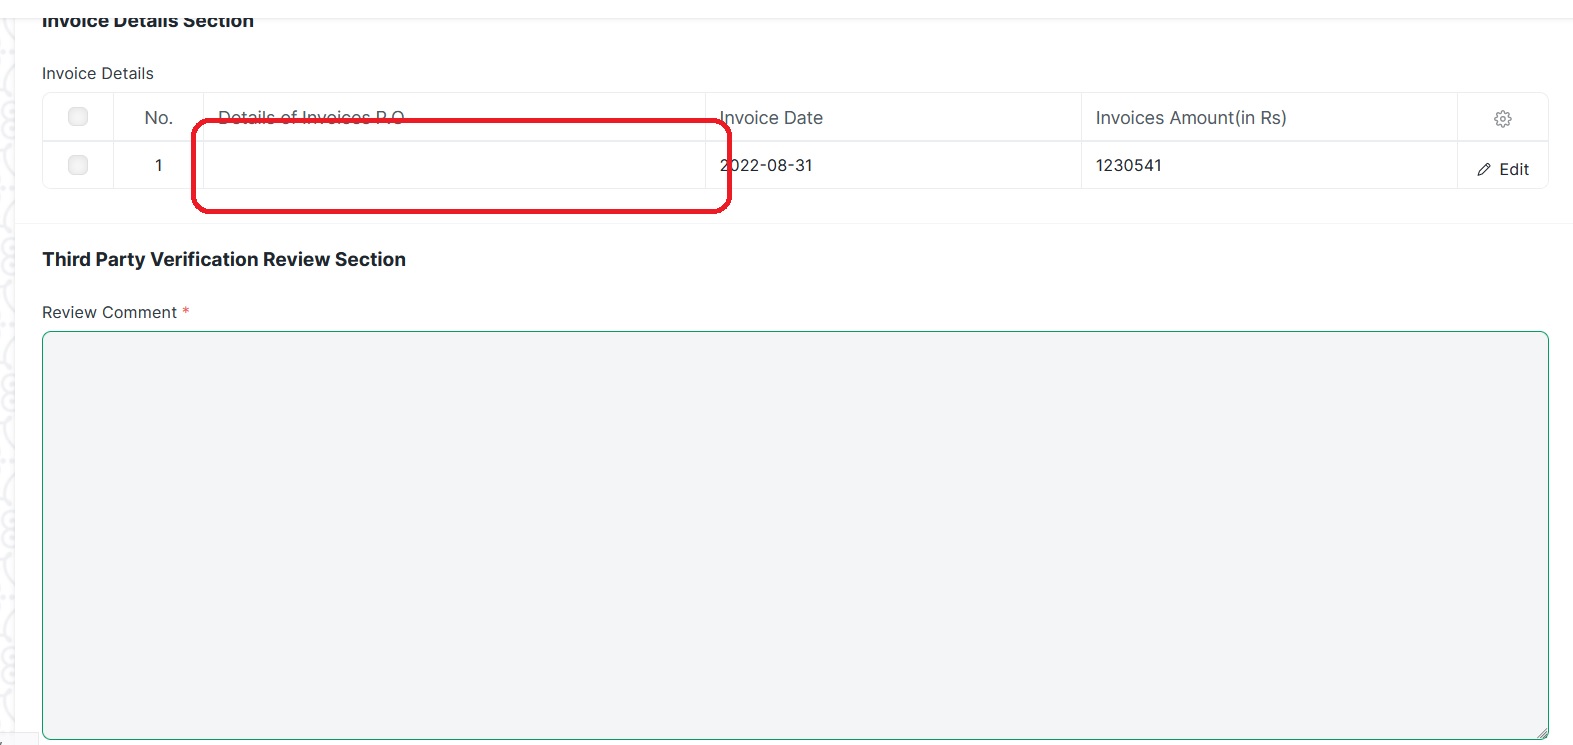 Invoice Details Section
Invoice Details
No. Details of Invoices P.O Invoice Date Invoices Amount(in Rs)
1 2022-08-31 1230541 Edit
Third Party Verification Review Section
Review Comment *